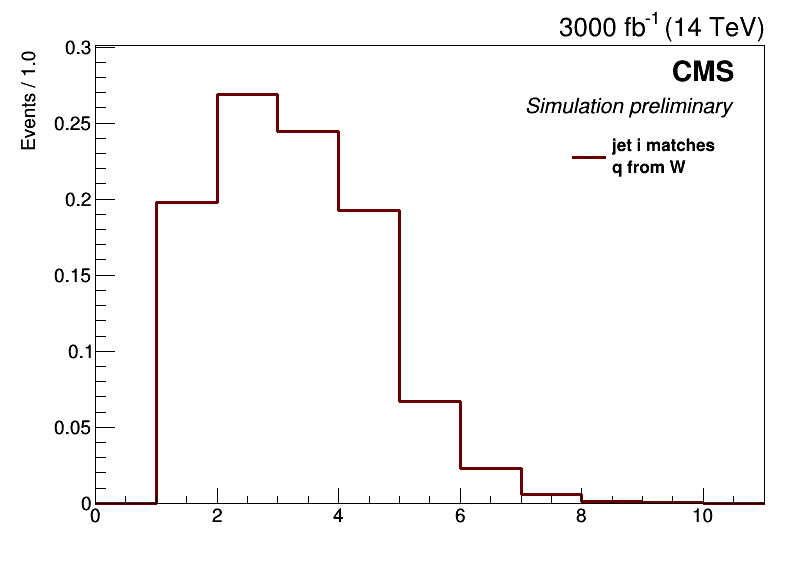 3000 fb⁻¹ (14 TeV)
Events / 1.0
CMS
Simulation preliminary
jet i matches
q from W
0.3
0.25
0.2
0.15
0.1
0.05
0
0 2 4 6 8 10